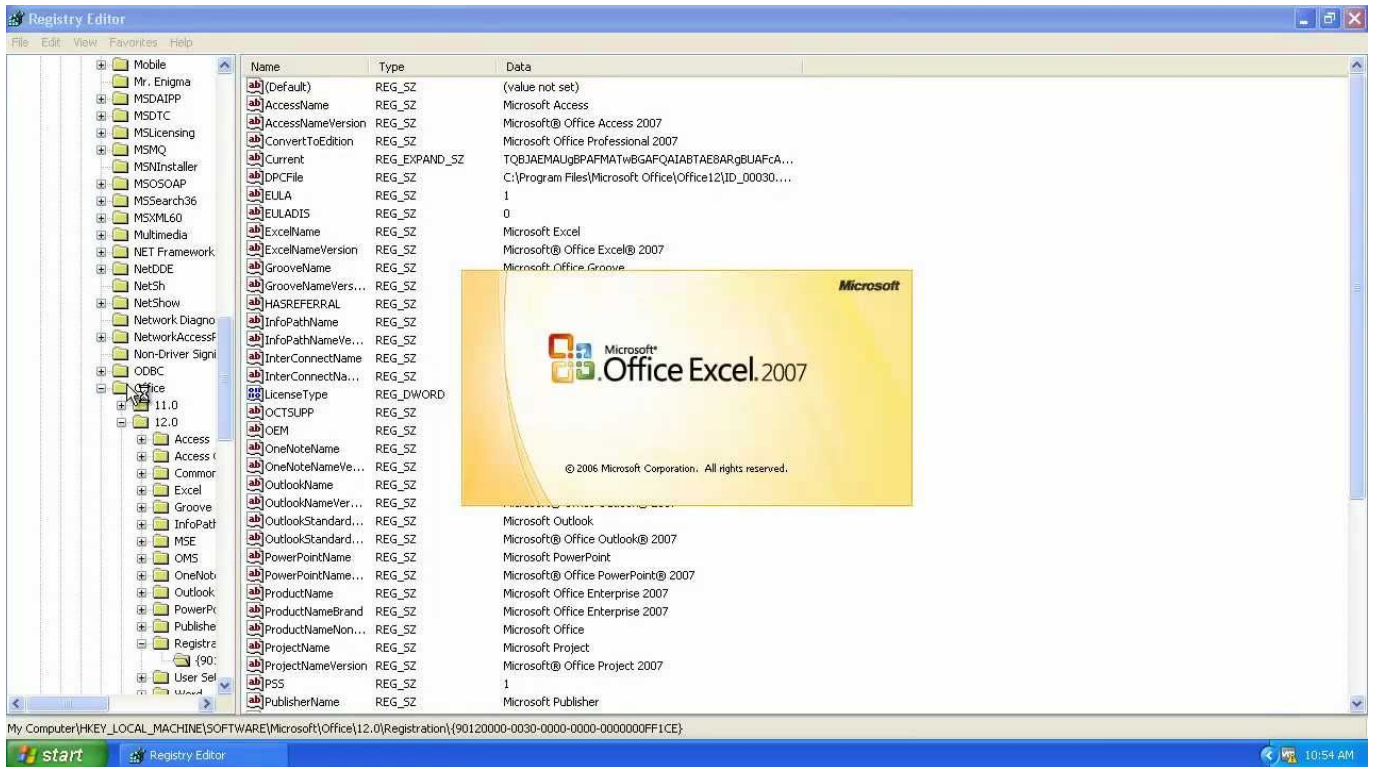 Registry Editor
File Edit View Favorites Help
Mobile
Mr. Enigma
MSDAIPP
MSDTC
MSLicensing
MSMQ
MSNInstaller
MSOSOAP
MSSearch36
MSXML60
Multimedia
NET Framework
NetDDE
NetSh
NetShow
Network Diagno
NetworkAccessP
Non-Driver Signi
ODBC
Office
11.0
12.0
Access
Access
Common
Excel
Groove
InfoPath
MSE
OMS
OneNot
Outlook
PowerPo
Publishe
Registra
{90:
User Sel
Word
Name Type Data
(Default) REG_SZ (value not set)
AccessName REG_SZ Microsoft Access
AccessNameVersion REG_SZ Microsoft® Office Access 2007
ConvertToEdition REG_SZ Microsoft Office Professional 2007
Current REG_EXPAND_SZ
DPCFile REG_SZ C:\Program Files\Microsoft Office\Office12\ID_00030....
EULA REG_SZ 1
EULADIS REG_SZ 0
ExcelName REG_SZ Microsoft Excel
ExcelNameVersion REG_SZ Microsoft® Office Excel® 2007
GrooveName REG_SZ Microsoft Office Groove
GrooveNameVers... REG_SZ
HASREFERRAL REG_SZ
InfoPathName REG_SZ
InfoPathNameVe... REG_SZ
InterConnectName REG_SZ
InterConnectNa... REG_SZ
LicenseType REG_DWORD
OCTSUPP REG_SZ
OEM REG_SZ
OneNoteName REG_SZ
OneNoteNameVe... REG_SZ
OutlookName REG_SZ
OutlookNameVer... REG_SZ
OutlookStandard... REG_SZ Microsoft Outlook
OutlookStandard... REG_SZ Microsoft® Office Outlook® 2007
PowerPointName REG_SZ Microsoft PowerPoint
PowerPointName... REG_SZ Microsoft® Office PowerPoint® 2007
ProductName REG_SZ Microsoft Office Enterprise 2007
ProductNameBrand REG_SZ Microsoft Office Enterprise 2007
ProductNameNon... REG_SZ Microsoft Office
ProjectName REG_SZ Microsoft Project
ProjectNameVersion REG_SZ Microsoft® Office Project 2007
PSS REG_SZ 1
PublisherName REG_SZ Microsoft Publisher
Microsoft
Microsoft®
Office Excel 2007
© 2006 Microsoft Corporation. All rights reserved.
My Computer\HKEY_LOCAL_MACHINE\SOFTWARE\Microsoft\Office\12.0\Registration\{90120000-0030-0000-0000-0000000FF1CE}
start Registry Editor 10:54 AM